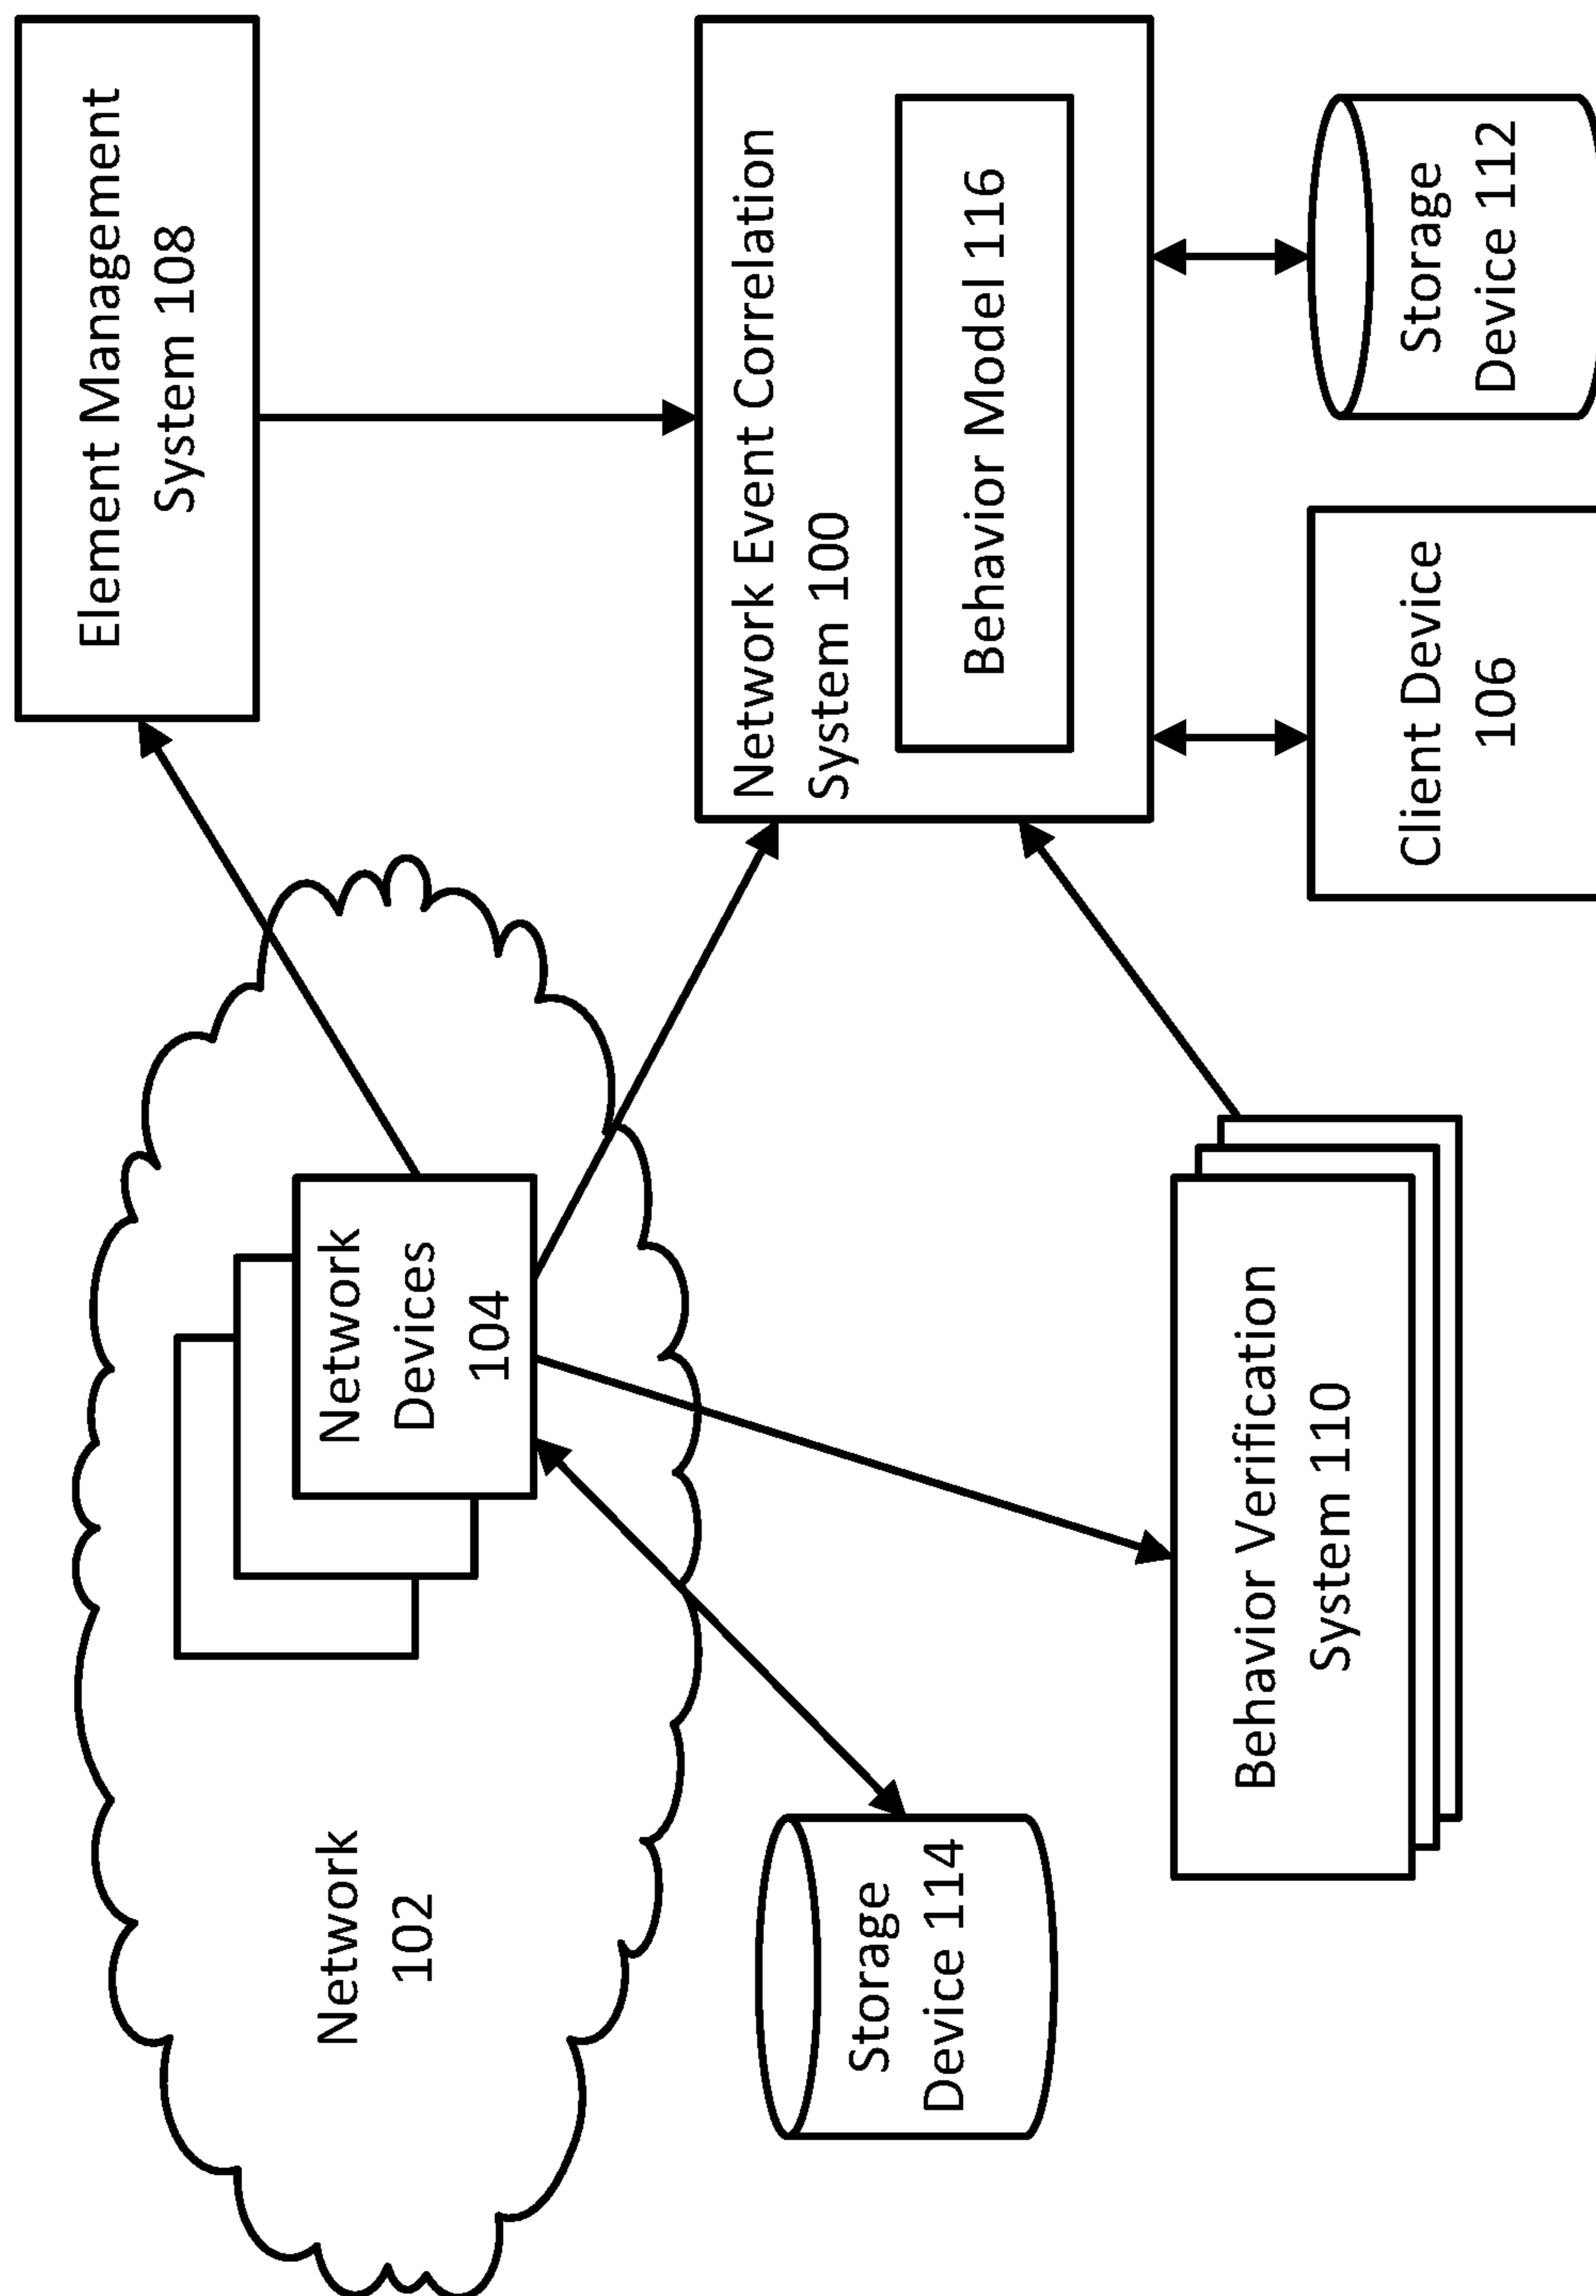 Network
102
Network
Devices
104
Element Management
System 108
Storage
Device 114
Network Event Correlation
System 100
Behavior Model 116
Behavior Verification
System 110
Client Device
106
Storage
Device 112